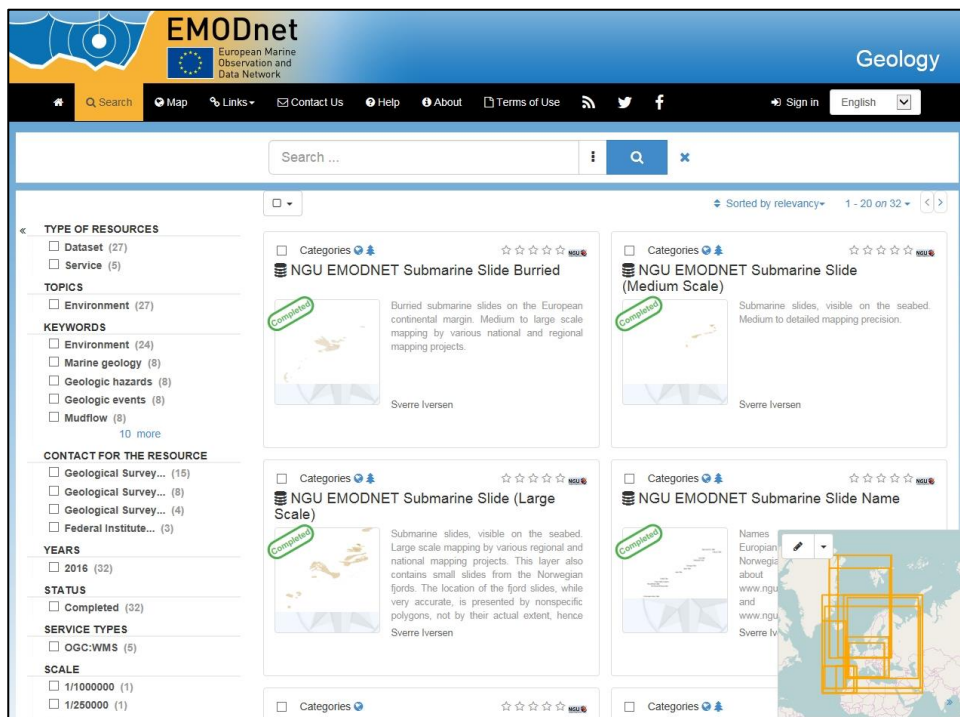 EMODnet
European Marine
Observation and
Data Network
Geology
Search
Map
Links
Contact Us
Help
About
Terms of Use
Sign in
English
Search ...
Sorted by relevancy
1 - 20 on 32
TYPE OF RESOURCES
Dataset (27)
Service (5)
TOPICS
Environment (27)
KEYWORDS
Environment (24)
Marine geology (8)
Geologic hazards (8)
Geologic events (8)
Mudflow (8)
10 more
CONTACT FOR THE RESOURCE
Geological Survey... (15)
Geological Survey... (8)
Geological Survey... (4)
Federal Institute... (3)
YEARS
2016 (32)
STATUS
Completed (32)
SERVICE TYPES
OGC:WMS (5)
SCALE
1/1000000 (1)
1/250000 (1)
Categories
NGU
NGU EMODNET Submarine Slide Burried
Completed
Burried submarine slides on the European
continental margin. Medium to large scale
mapping by various national and regional
mapping projects.
Sverre Iversen
Categories
NGU
NGU EMODNET Submarine Slide
(Medium Scale)
Completed
Submarine slides, visible on the seabed.
Medium to detailed mapping precision.
Sverre Iversen
Categories
NGU
NGU EMODNET Submarine Slide (Large
Scale)
Completed
Submarine slides, visible on the seabed.
Large scale mapping by various regional and
national mapping projects. This layer also
contains small slides from the Norwegian
fjords. The location of the fjord slides, while
very accurate, is presented by nonspecific
polygons, not by their actual extent, hence
Sverre Iversen
Categories
NGU
NGU EMODNET Submarine Slide Name
Completed
Names
Europian
Norwegia
about
www.ngu
and
www.ngu
Sverre Iv
Categories
NGU
Categories
NGU